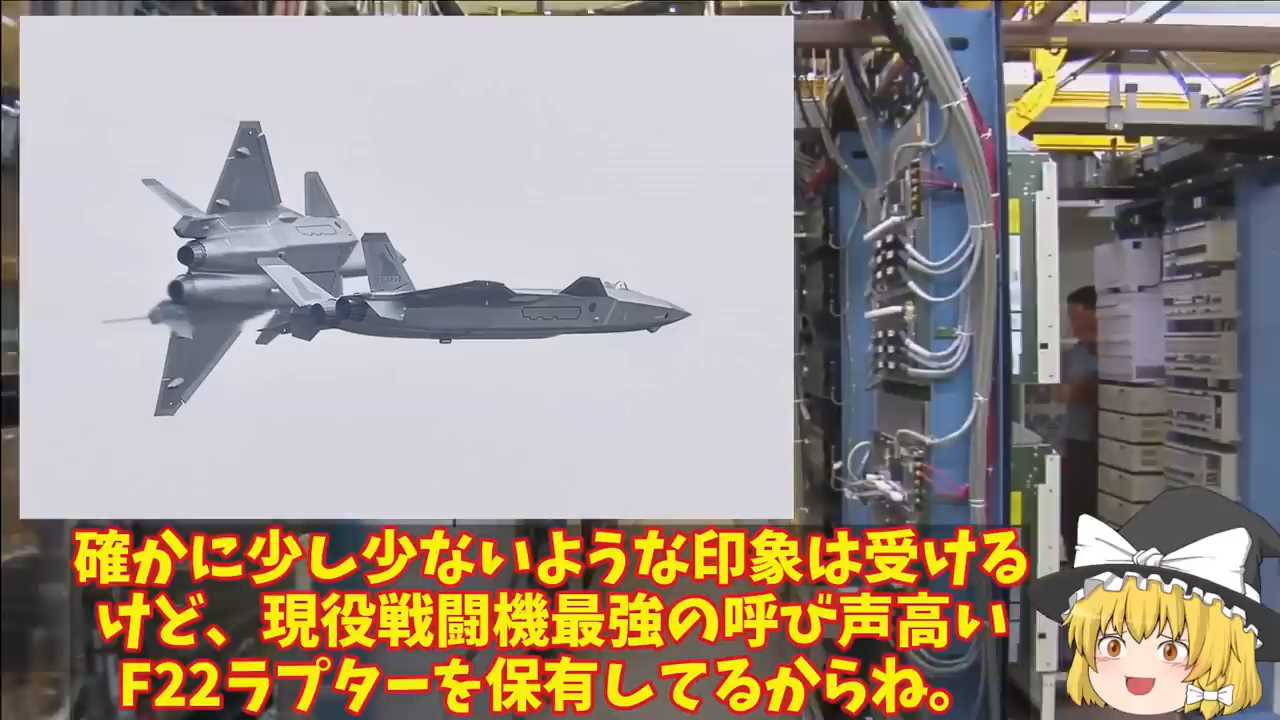 確かに少し少ないような印象は受ける
けど、現役戦闘機最強の呼び声高い
F22ラプターを保有してるからね。